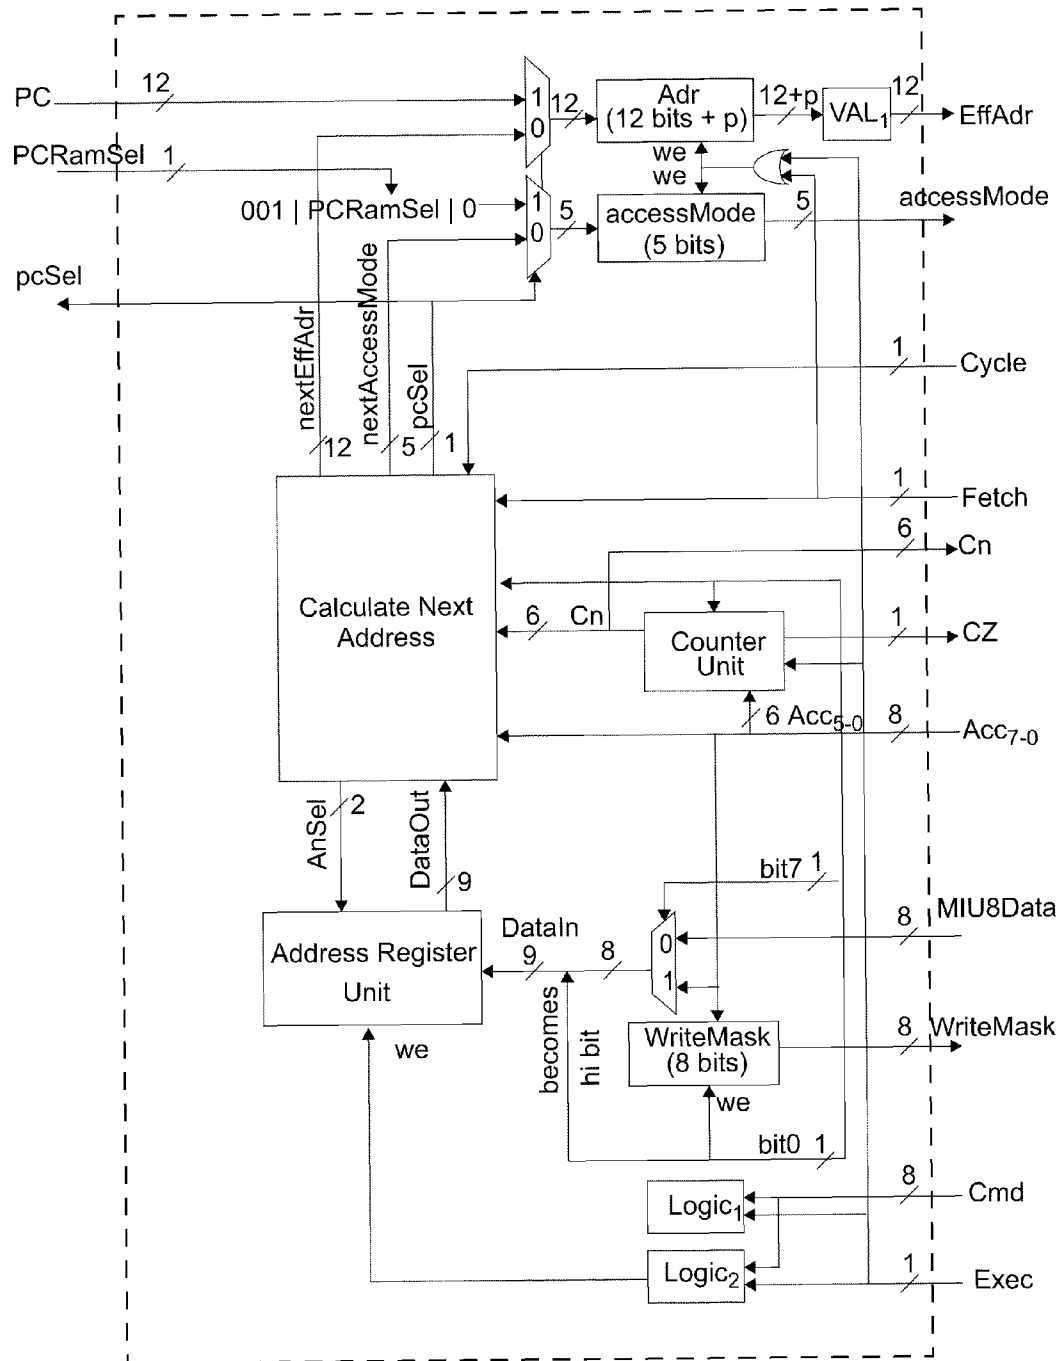 PC
12
1
0
12
Adr
(12 bits + p)
12+p
VAL1
12
EffAdr
PCRamSel
1
we
we
001 | PCRamSel | 0
1
0
5
accessMode
(5 bits)
5
accessMode
pcSel
nextEffAdr
12
nextAccessMode
5
pcSel
1
1
Cycle
1
Fetch
6
Cn
Calculate Next
Address
6
Cn
Counter
Unit
1
CZ
6 Acc5-0
8
Acc7-0
AnSel
2
DataOut
9
bit7
1
8
MIU8Data
Address Register
Unit
DataIn
9
8
0
1
becomes
hi bit
WriteMask
(8 bits)
8
WriteMask
we
we
bit0
1
Logic1
8
Cmd
Logic2
1
Exec